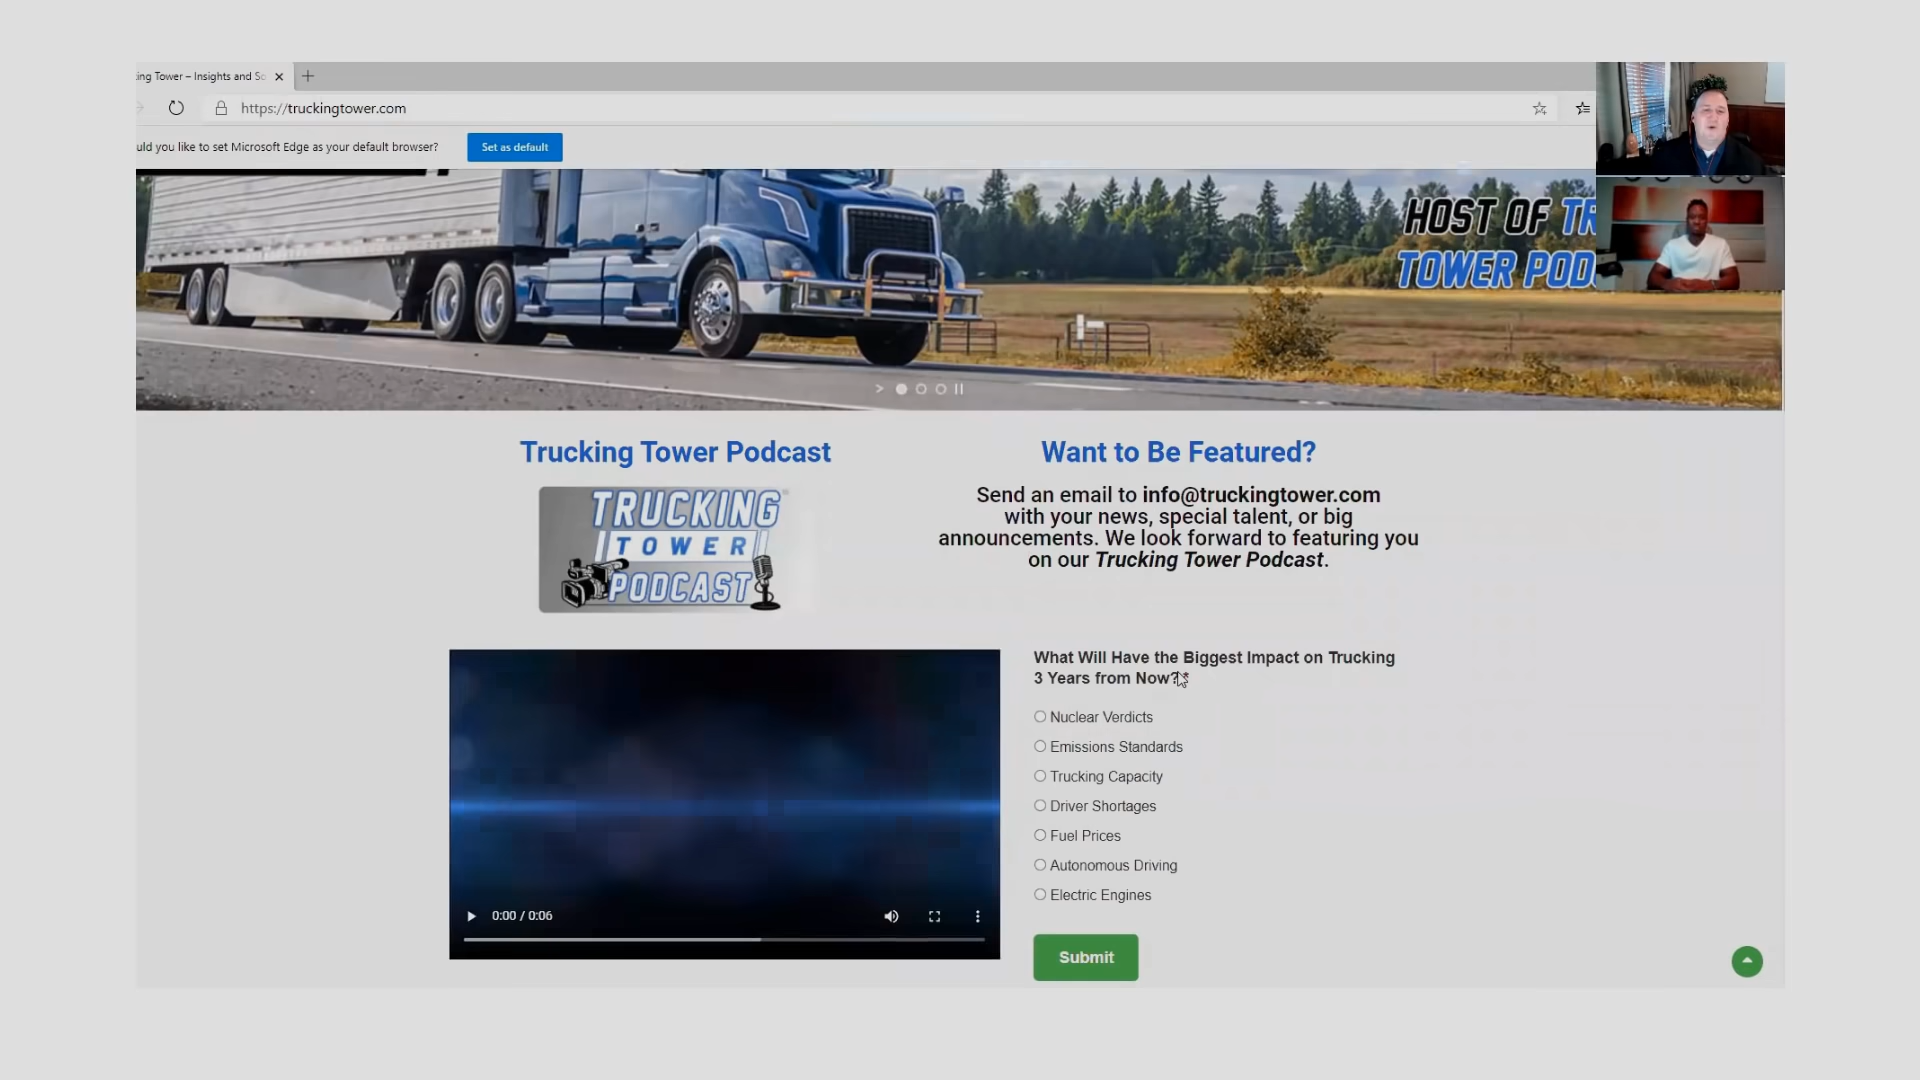 ing Tower – Insights and So
https://truckingtower.com
uld you like to set Microsoft Edge as your default browser?
Set as default
HOST OF TR
TOWER POD
Trucking Tower Podcast
TRUCKING
TOWER
PODCAST
Want to Be Featured?
Send an email to info@truckingtower.com
with your news, special talent, or big
announcements. We look forward to featuring you
on our Trucking Tower Podcast.
0:00 / 0:06
What Will Have the Biggest Impact on Trucking
3 Years from Now?*
Nuclear Verdicts
Emissions Standards
Trucking Capacity
Driver Shortages
Fuel Prices
Autonomous Driving
Electric Engines
Submit